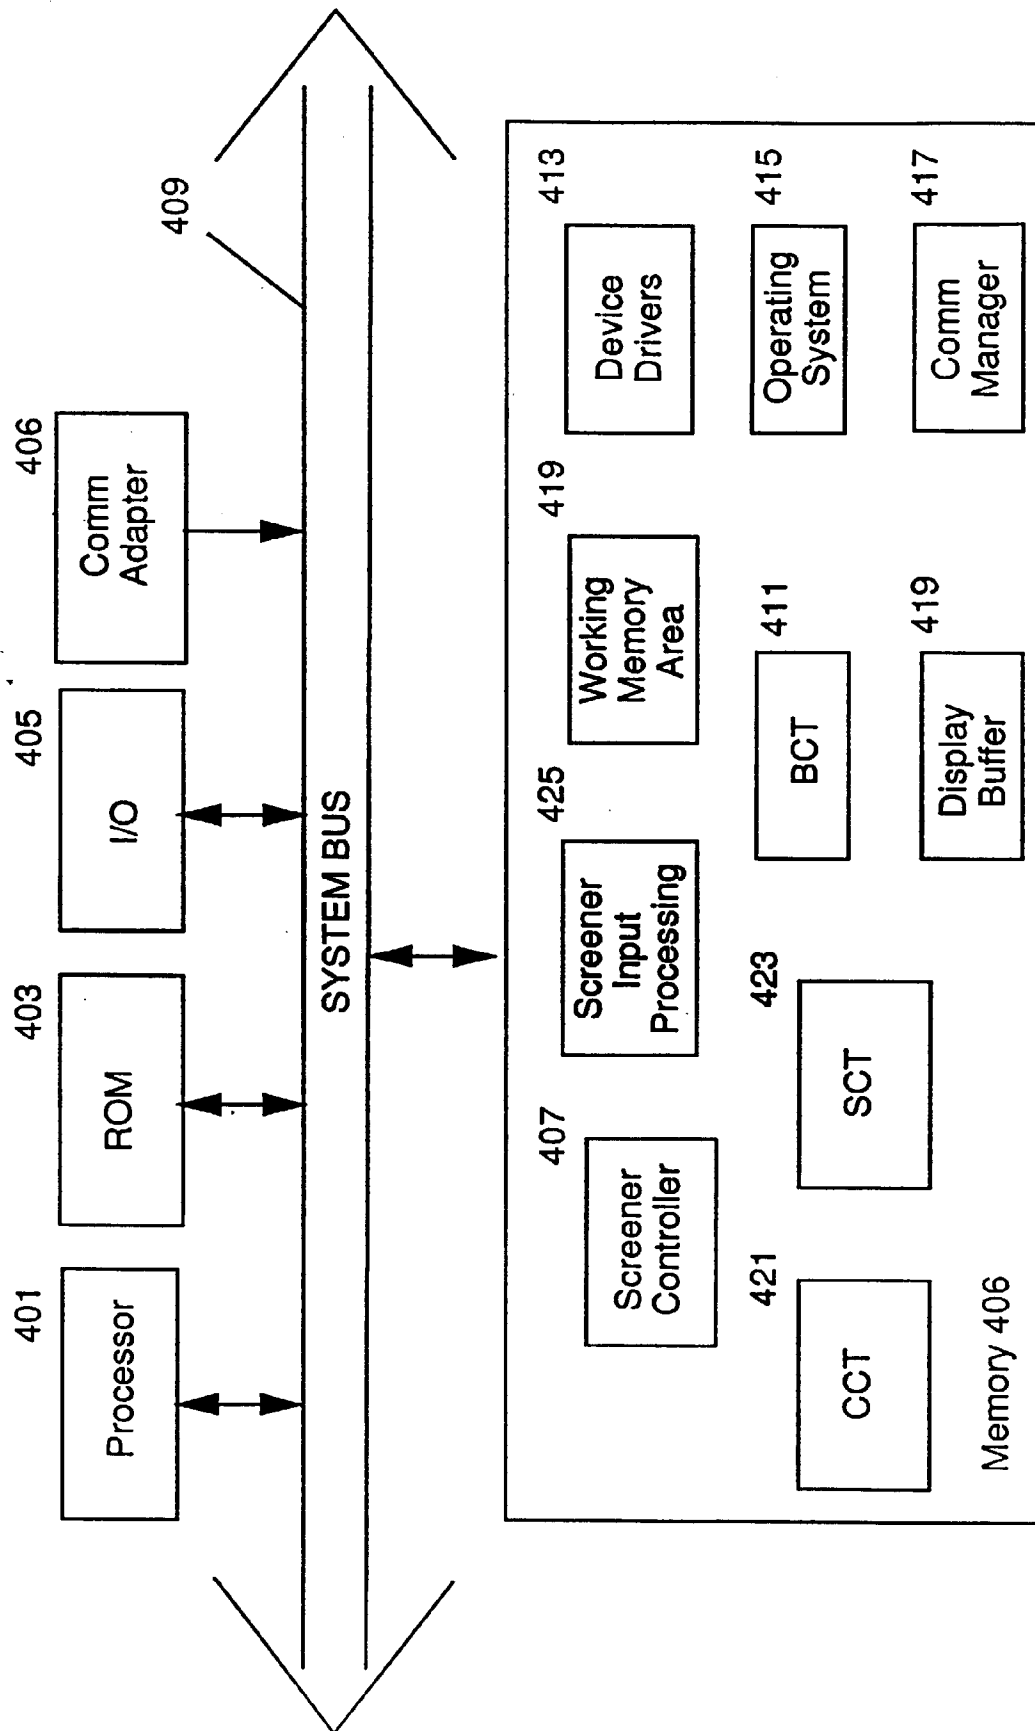 401
Processor
403
ROM
405
I/O
406
Comm
Adapter
409
SYSTEM BUS
407
Screener
Controller
425
Screener
Input
Processing
419
Working
Memory
Area
413
Device
Drivers
421
CCT
423
SCT
411
BCT
415
Operating
System
419
Display
Buffer
417
Comm
Manager
Memory 406